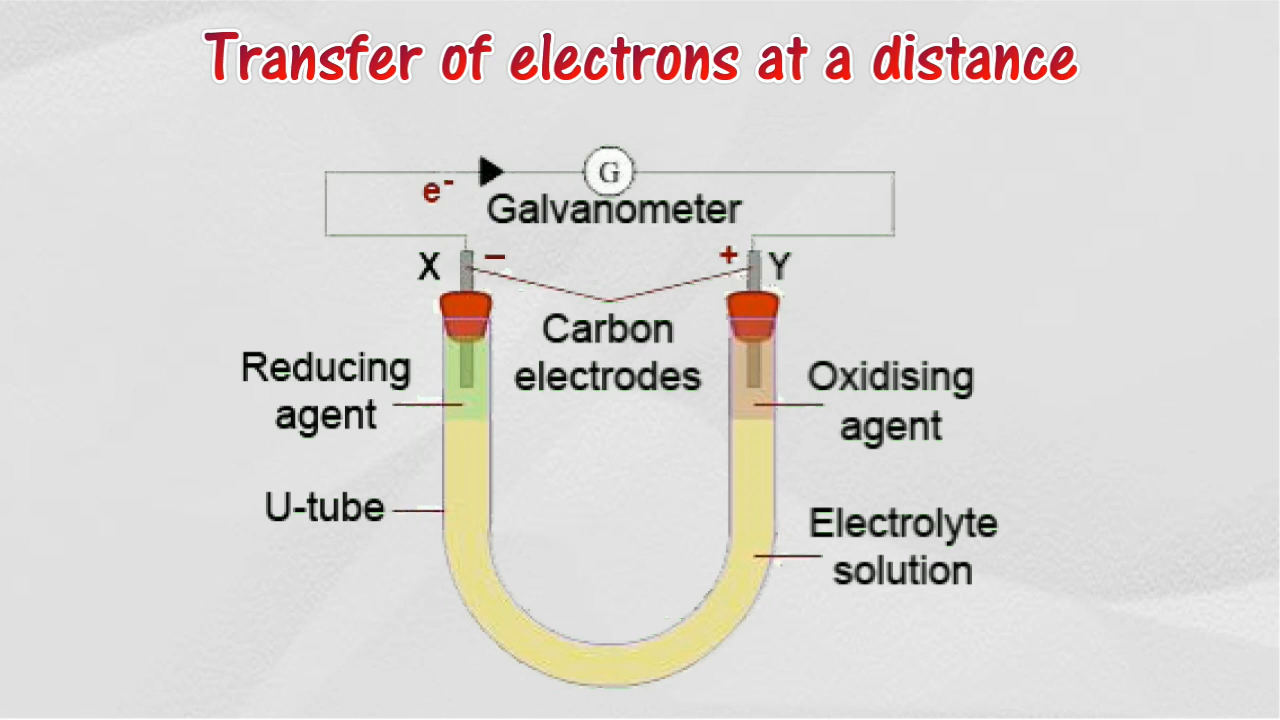 Transfer of electrons at a distance
G
e-
Galvanometer
X
−
+
Y
Carbon
electrodes
Reducing
agent
Oxidising
agent
U-tube
Electrolyte
solution